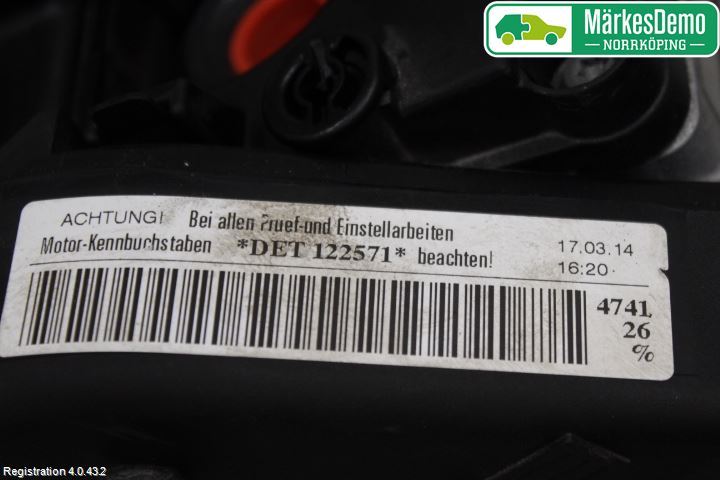 MärkesDemo
NORRKÖPING
ACHTUNG! Bei allen Pruef-und Einstellarbeiten
Motor-Kennbuchstaben *DET 122571* beachten!
17.03.14
16:20
4741
26
%
Registration 4.0.43.2